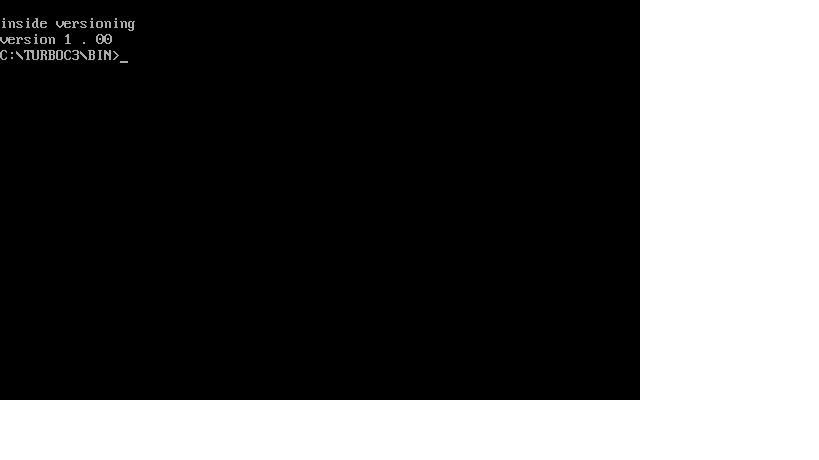 inside versioning
version 1 . 00
C:\TURBOC3\BIN>_